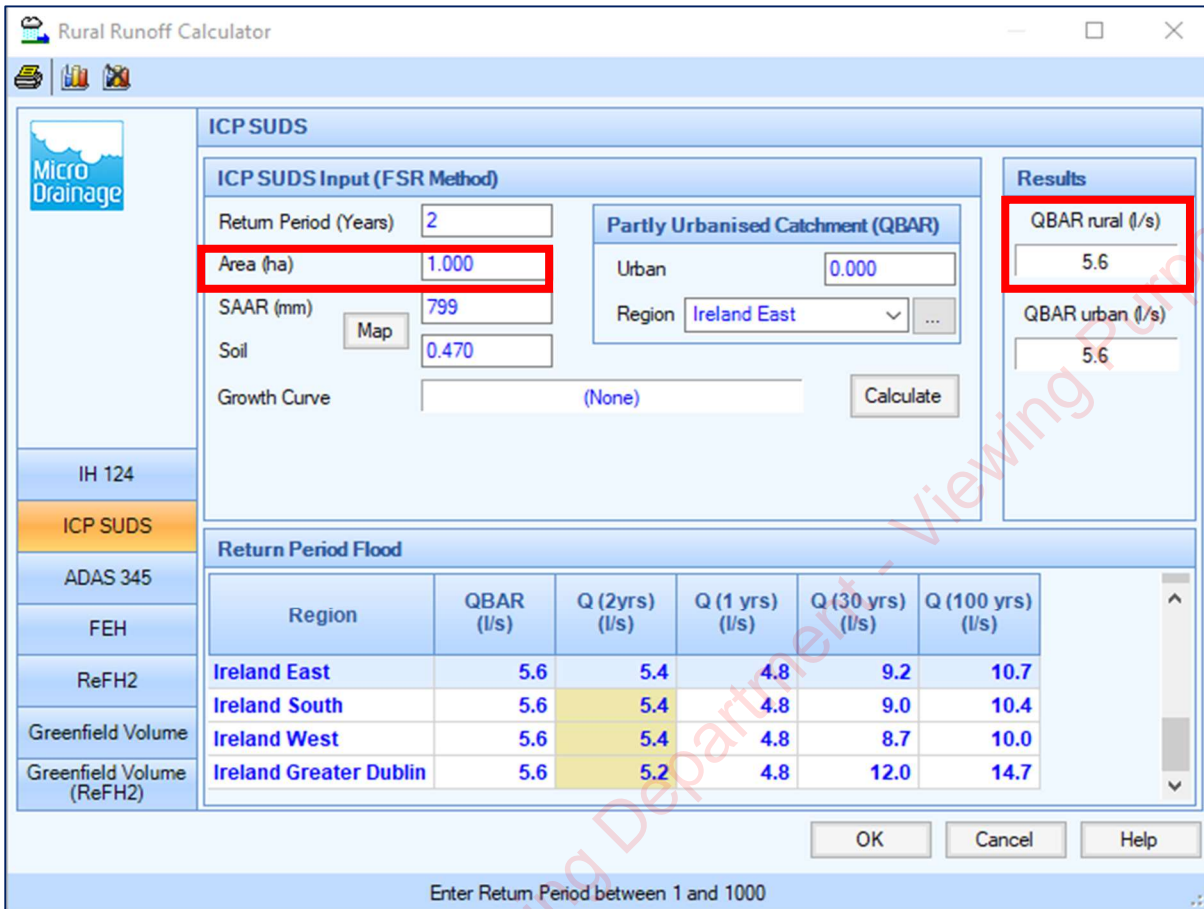 Rural Runoff Calculator
Micro
Drainage
IH 124
ICP SUDS
ADAS 345
FEH
ReFH2
Greenfield Volume
Greenfield Volume
(ReFH2)
ICP SUDS
ICP SUDS Input (FSR Method)
Return Period (Years) 2
Area (ha) 1.000
SAAR (mm) 799
Map
Soil 0.470
Growth Curve (None)
Calculate
Partly Urbanised Catchment (QBAR)
Urban 0.000
Region Ireland East ...
Results
QBAR rural (l/s)
5.6
QBAR urban (l/s)
5.6
Return Period Flood
Region QBAR (l/s) Q (2yrs) (l/s) Q (1 yrs) (l/s) Q (30 yrs) (l/s) Q (100 yrs) (l/s)
Ireland East 5.6 5.4 4.8 9.2 10.7
Ireland South 5.6 5.4 4.8 9.0 10.4
Ireland West 5.6 5.4 4.8 8.7 10.0
Ireland Greater Dublin 5.6 5.2 4.8 12.0 14.7
OK Cancel Help
Enter Return Period between 1 and 1000
Department - Viewing